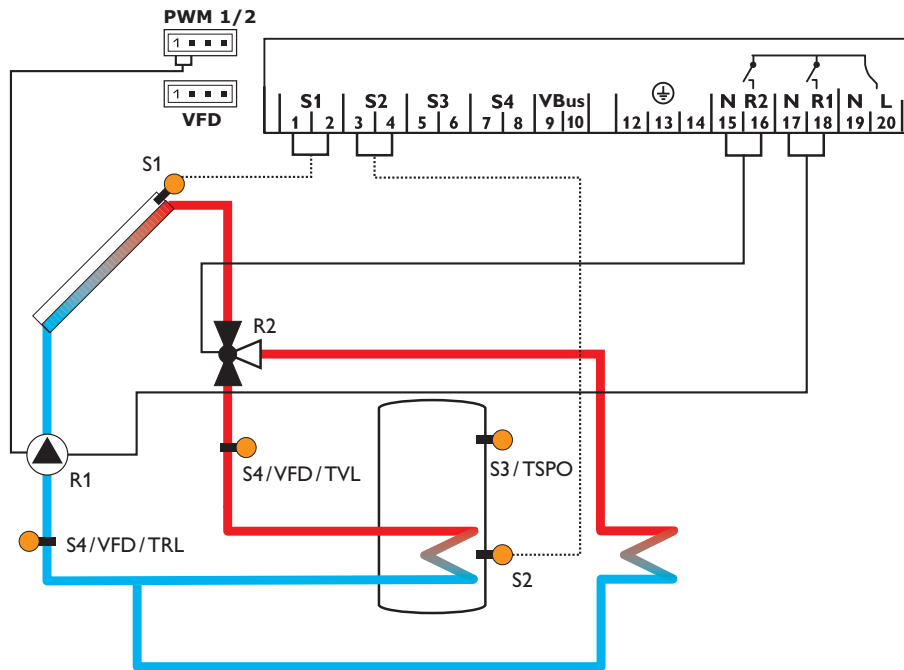 PWM 1/2
1
1
VFD
S1 S2 S3 S4 VBus N R2 N R1 N L
1 2 3 4 5 6 7 8 9 10 12 13 14 15 16 17 18 19 20
S1
R2
S4/VFD/TVL
S3/TSPO
R1
S4/VFD/TRL
S2